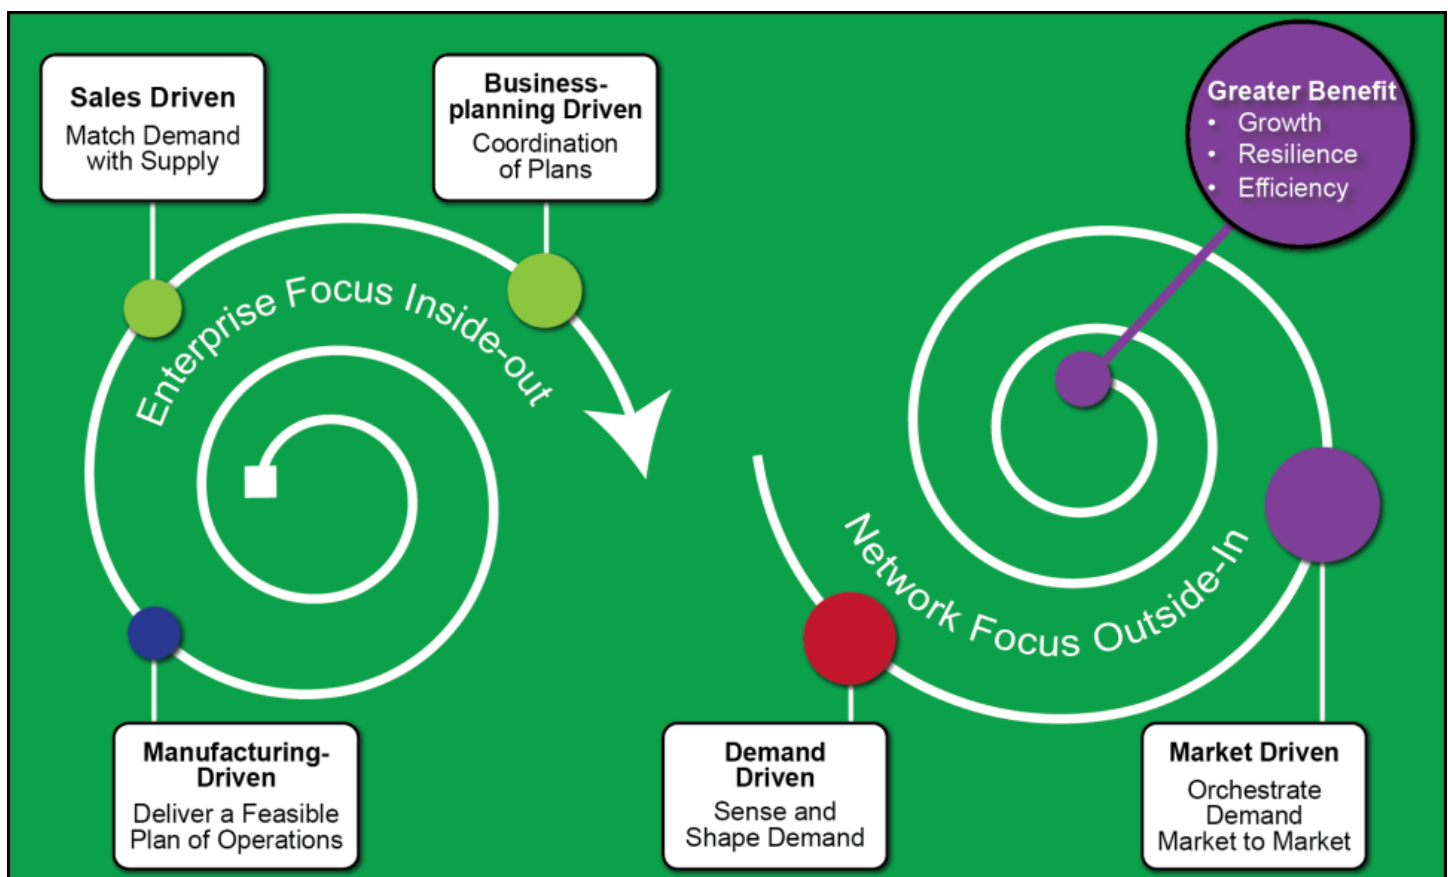 Sales Driven
Match Demand
with Supply
Business-
planning Driven
Coordination
of Plans
Greater Benefit
• Growth
• Resilience
• Efficiency
Enterprise Focus Inside-out
Network Focus Outside-In
Manufacturing-
Driven
Deliver a Feasible
Plan of Operations
Demand
Driven
Sense and
Shape Demand
Market Driven
Orchestrate
Demand
Market to Market